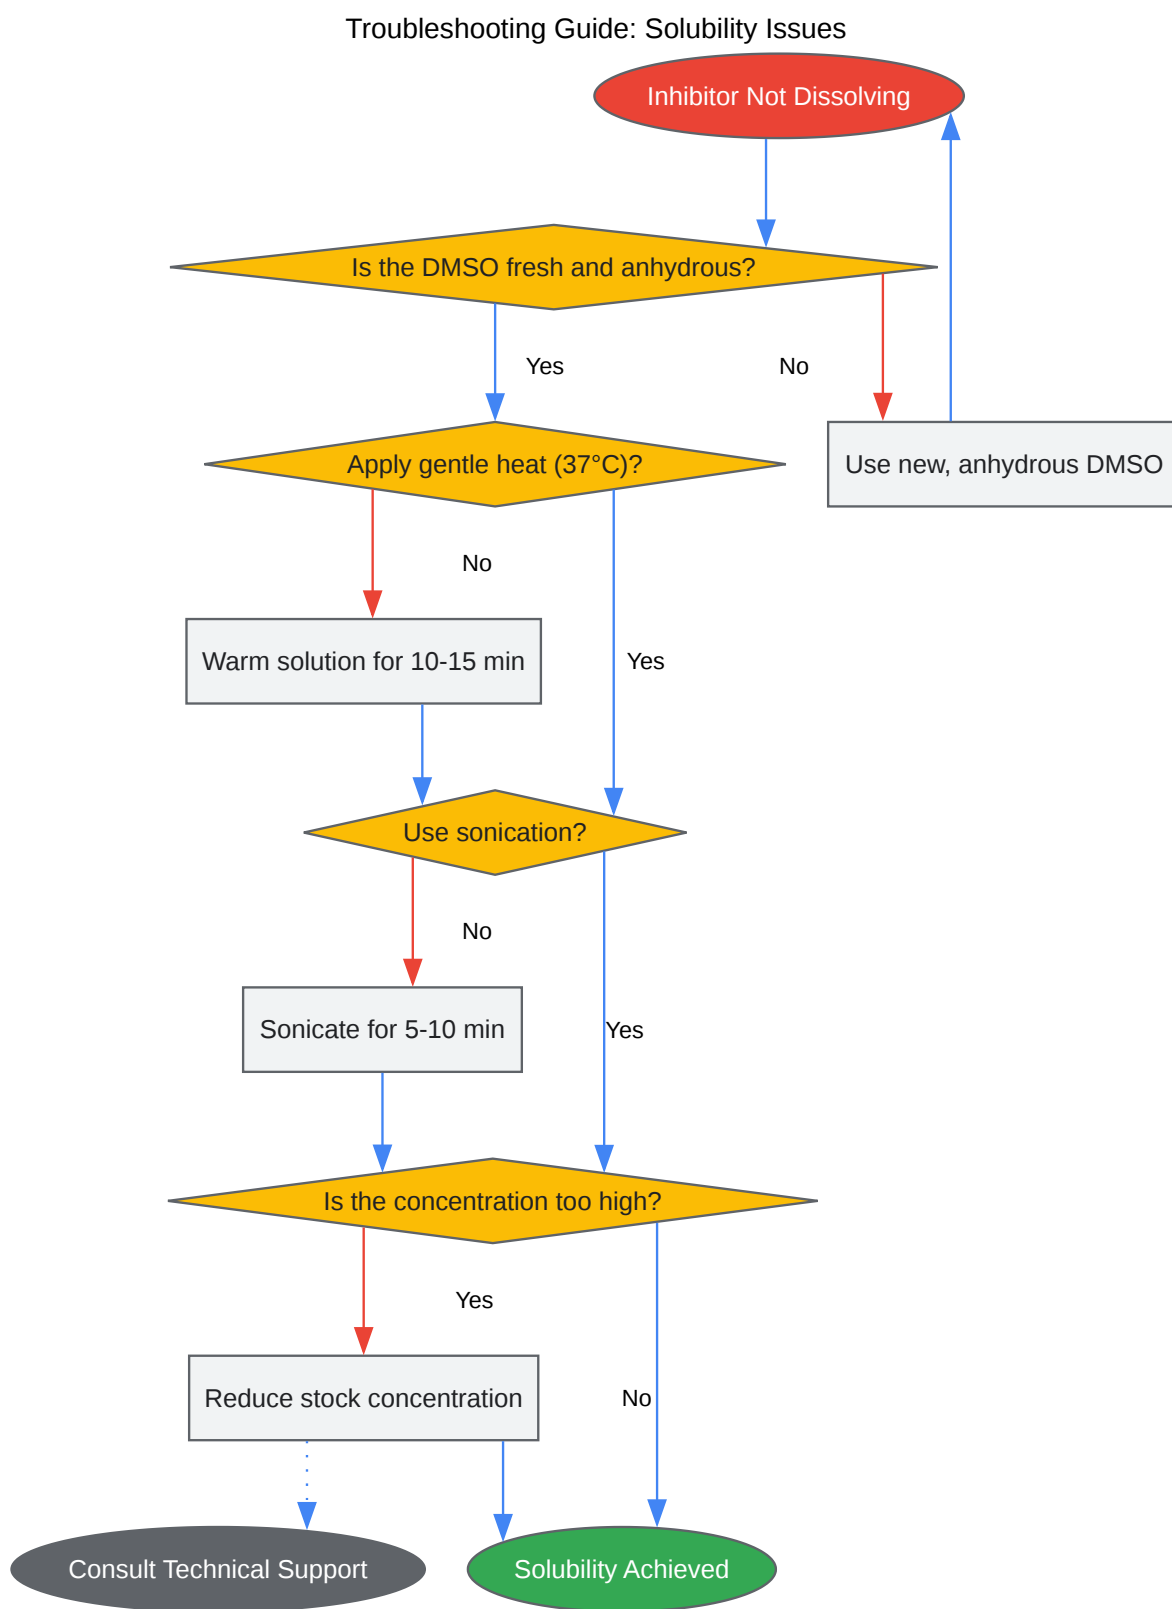 Troubleshooting Guide: Solubility Issues
Inhibitor Not Dissolving
Is the DMSO fresh and anhydrous?
Yes
No
Apply gentle heat (37°C)?
Use new, anhydrous DMSO
No
Warm solution for 10-15 min
Yes
Use sonication?
No
Sonicate for 5-10 min
Yes
Is the concentration too high?
Yes
Reduce stock concentration
No
Consult Technical Support
Solubility Achieved